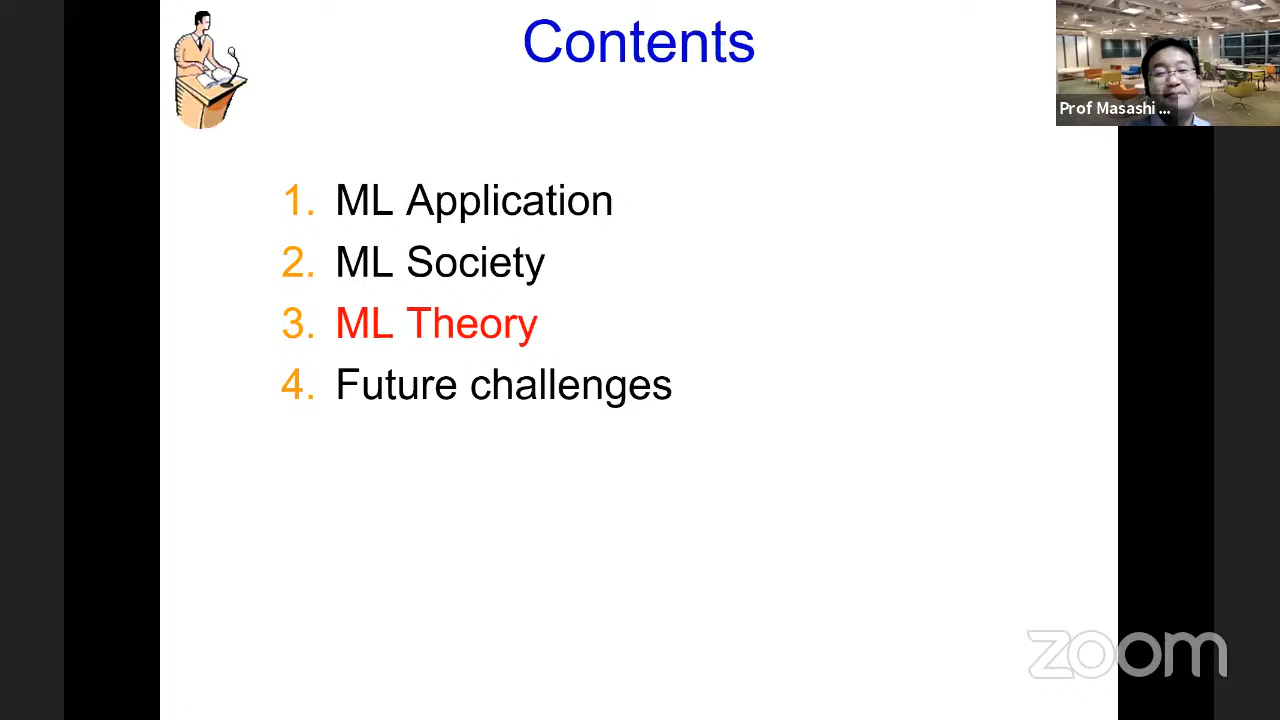 Contents
Prof Masashi ...
1. ML Application
2. ML Society
3. ML Theory
4. Future challenges
zoom